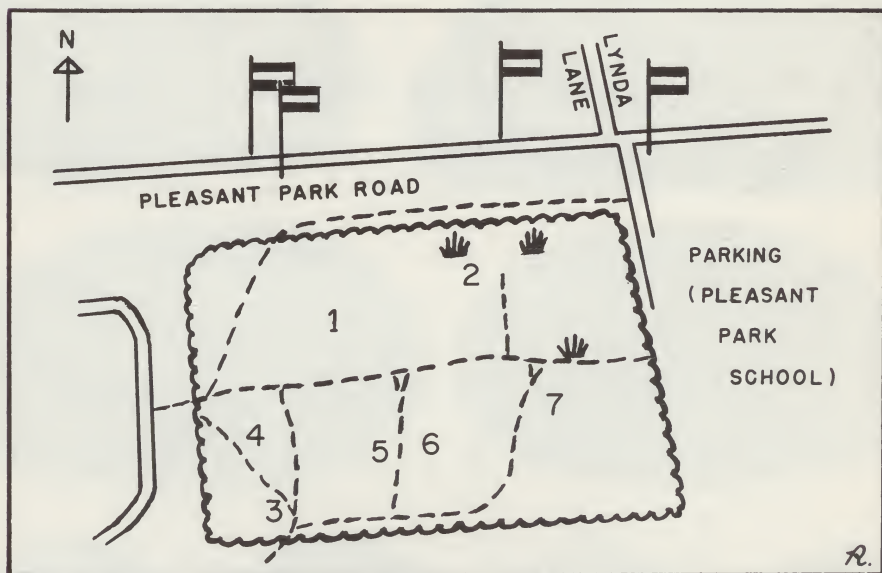 N
LYNDA
LANE
PLEASANT PARK ROAD
PARKING
(PLEASANT
PARK
SCHOOL)
1
2
3
4
5
6
7
R.